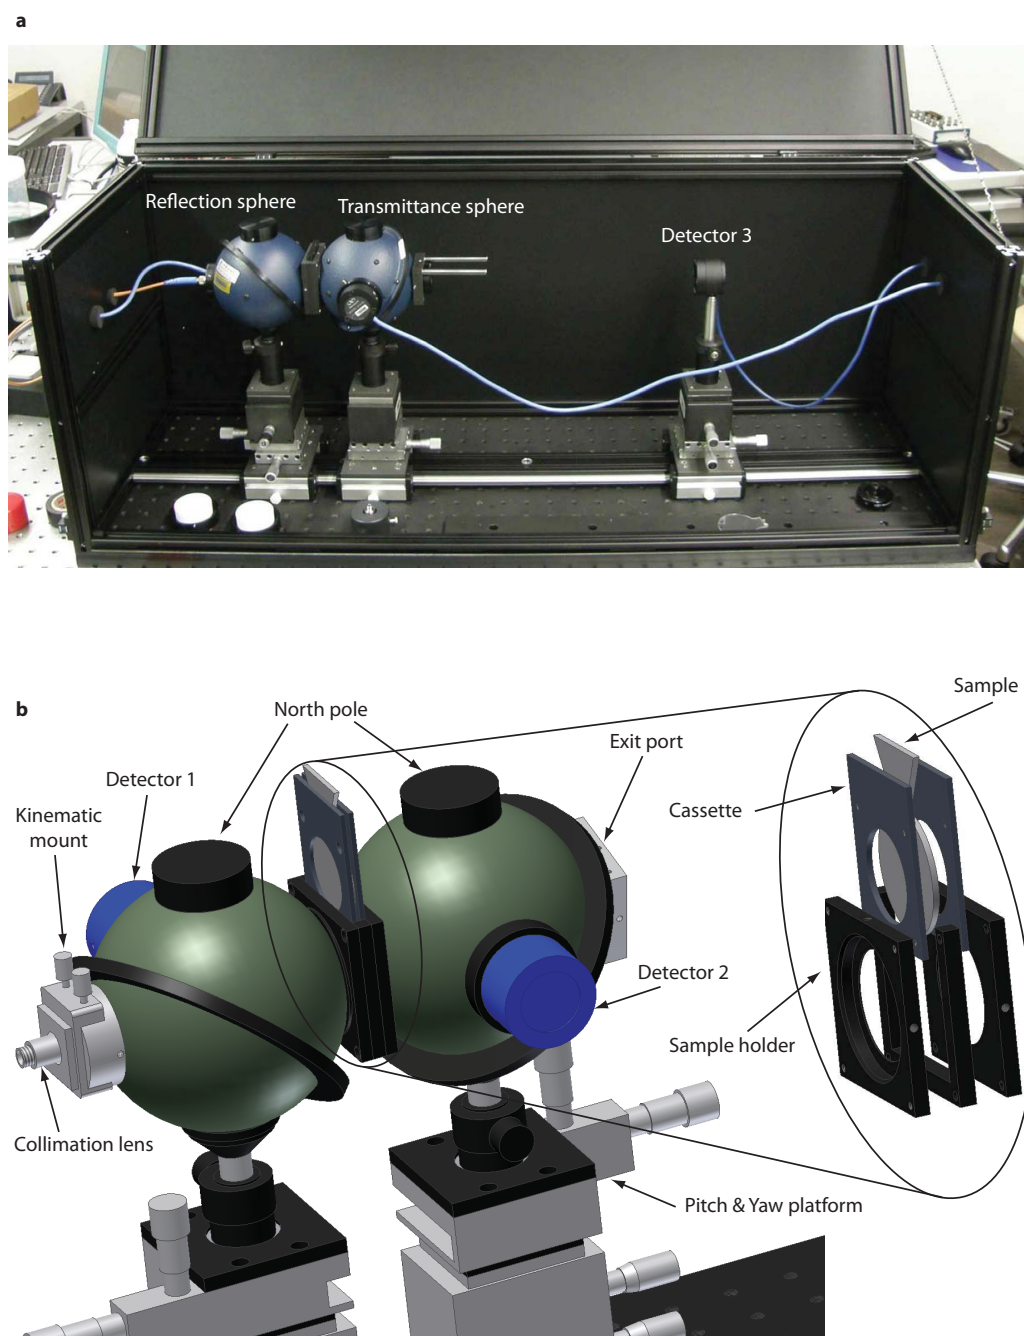 a
Reflection sphere
Transmittance sphere
Detector 3
b
North pole
Sample
Exit port
Detector 1
Cassette
Kinematic
mount
Detector 2
Sample holder
Collimation lens
Pitch & Yaw platform